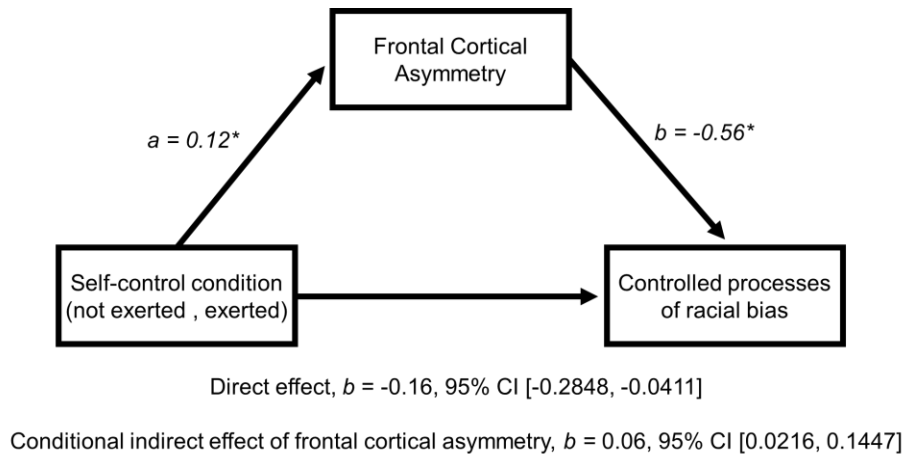 Frontal Cortical
Asymmetry
a = 0.12*
b = -0.56*
Self-control condition
(not exerted , exerted)
Controlled processes
of racial bias
Direct effect, b = -0.16, 95% CI [-0.2848, -0.0411]
Conditional indirect effect of frontal cortical asymmetry, b = 0.06, 95% CI [0.0216, 0.1447]